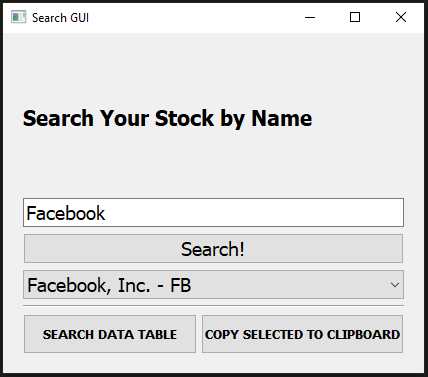 Search GUI
Search Your Stock by Name
Facebook
Search!
Facebook, Inc. - FB
SEARCH DATA TABLE
COPY SELECTED TO CLIPBOARD